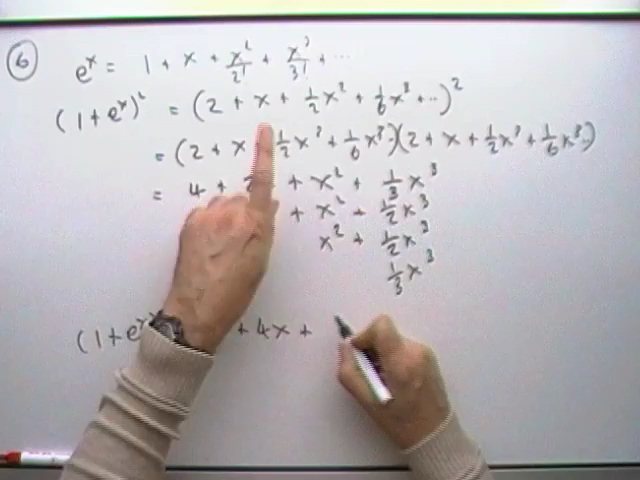 6
e^x = 1 + x + x²/2! + x³/3! + ...
(1+e^x)² = (2 + x + 1/2x² + 1/6x³ + ..)²
= (2 + x 1/2x² + 1/6x³ ..)(2 + x + 1/2x² + 1/6x³ ..)
= 4 + 2 + x² + 1/3x³
+ x² + 1/2x³
x² + 1/2x³
1/3x³
(1+e^x + 4x +